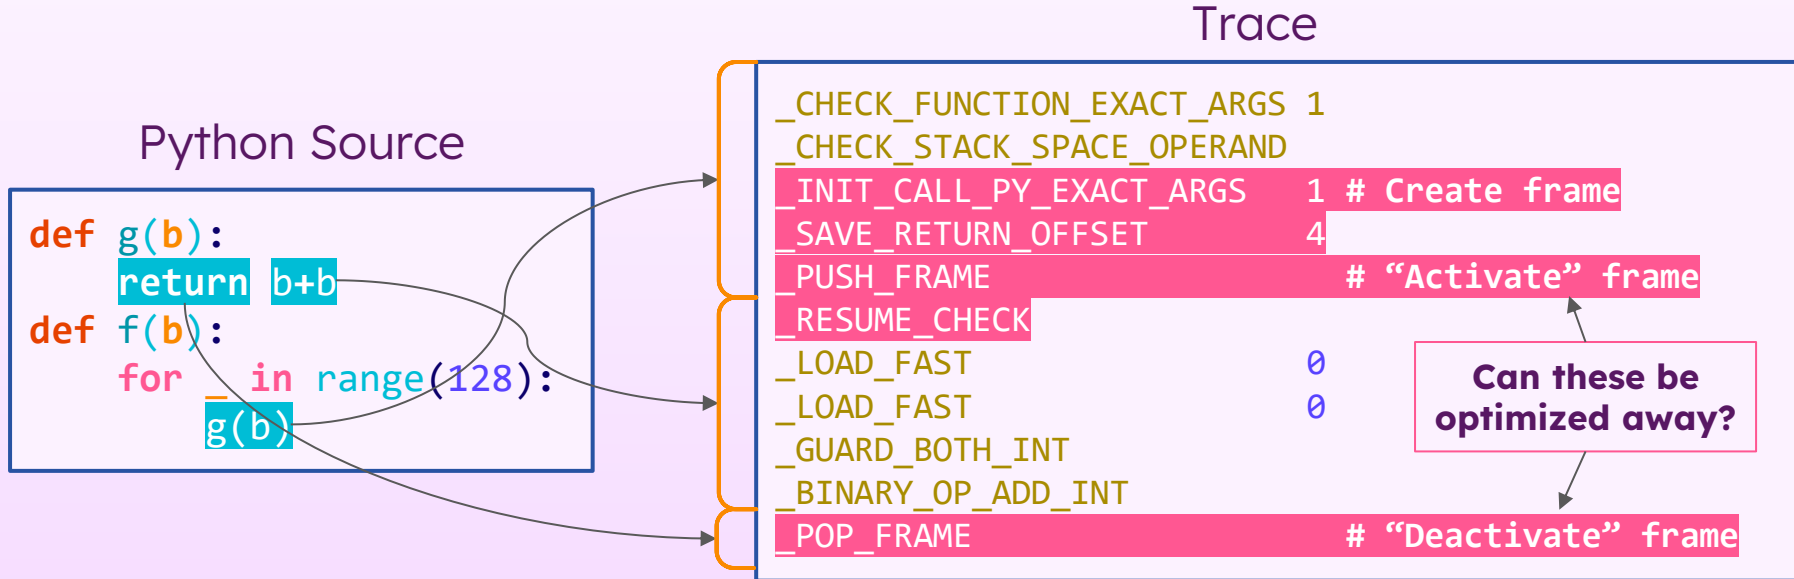 Trace
Python Source
def g(b):
return b+b
def f(b):
for _ in range(128):
g(b)
_CHECK_FUNCTION_EXACT_ARGS 1
_CHECK_STACK_SPACE_OPERAND
_INIT_CALL_PY_EXACT_ARGS 1 # Create frame
_SAVE_RETURN_OFFSET 4
_PUSH_FRAME # “Activate” frame
_RESUME_CHECK
_LOAD_FAST 0
_LOAD_FAST 0
_GUARD_BOTH_INT
_BINARY_OP_ADD_INT
_POP_FRAME # “Deactivate” frame
Can these be
optimized away?